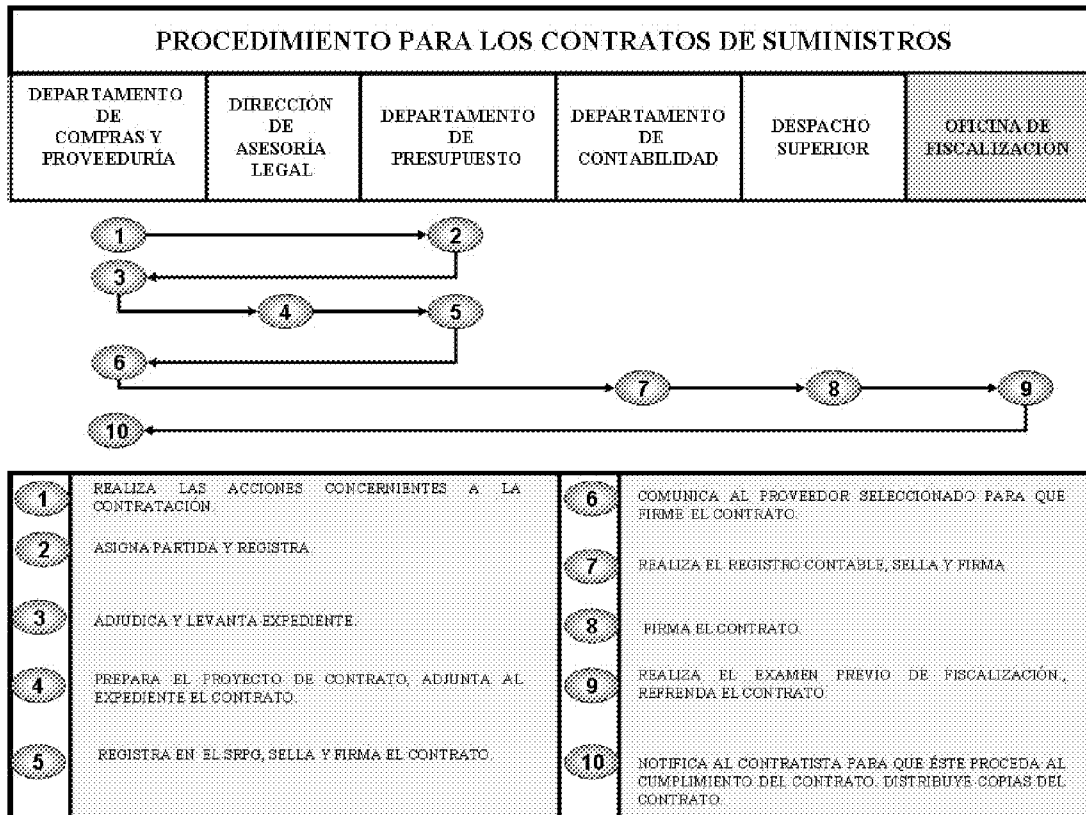 PROCEDIMIENTO PARA LOS CONTRATOS DE SUMINISTROS
DEPARTAMENTO
DE
COMPRAS Y
PROVEEDURÍA
DIRECCIÓN
DE
ASESORÍA
LEGAL
DEPARTAMENTO
DE
PRESUPUESTO
DEPARTAMENTO
DE
CONTABILIDAD
DESPACHO
SUPERIOR
OFICINA DE
FISCALIZACION
1
2
3
4
5
6
7
8
9
10
1
REALIZA LAS ACCIONES CONCERNIENTES A LA
CONTRATACIÓN.
2
ASIGNA PARTIDA Y REGISTRA
3
ADJUDICA Y LEVANTA EXPEDIENTE.
4
PREPARA EL PROYECTO DE CONTRATO, ADJUNTA AL
EXPEDIENTE EL CONTRATO.
5
REGISTRA EN EL SRPG, SELLA Y FIRMA EL CONTRATO.
6
COMUNICA AL PROVEEDOR SELECCIONADO PARA QUE
FIRME EL CONTRATO.
7
REALIZA EL REGISTRO CONTABLE, SELLA Y FIRMA
8
FIRMA EL CONTRATO.
9
REALIZA EL EXAMEN PREVIO DE FISCALIZACIÓN.,
REFRENDA EL CONTRATO
10
NOTIFICA AL CONTRATISTA PARA QUE ÉSTE PROCEDA AL
CUMPLIMIENTO DEL CONTRATO. DISTRIBUYE COPIAS DEL
CONTRATO